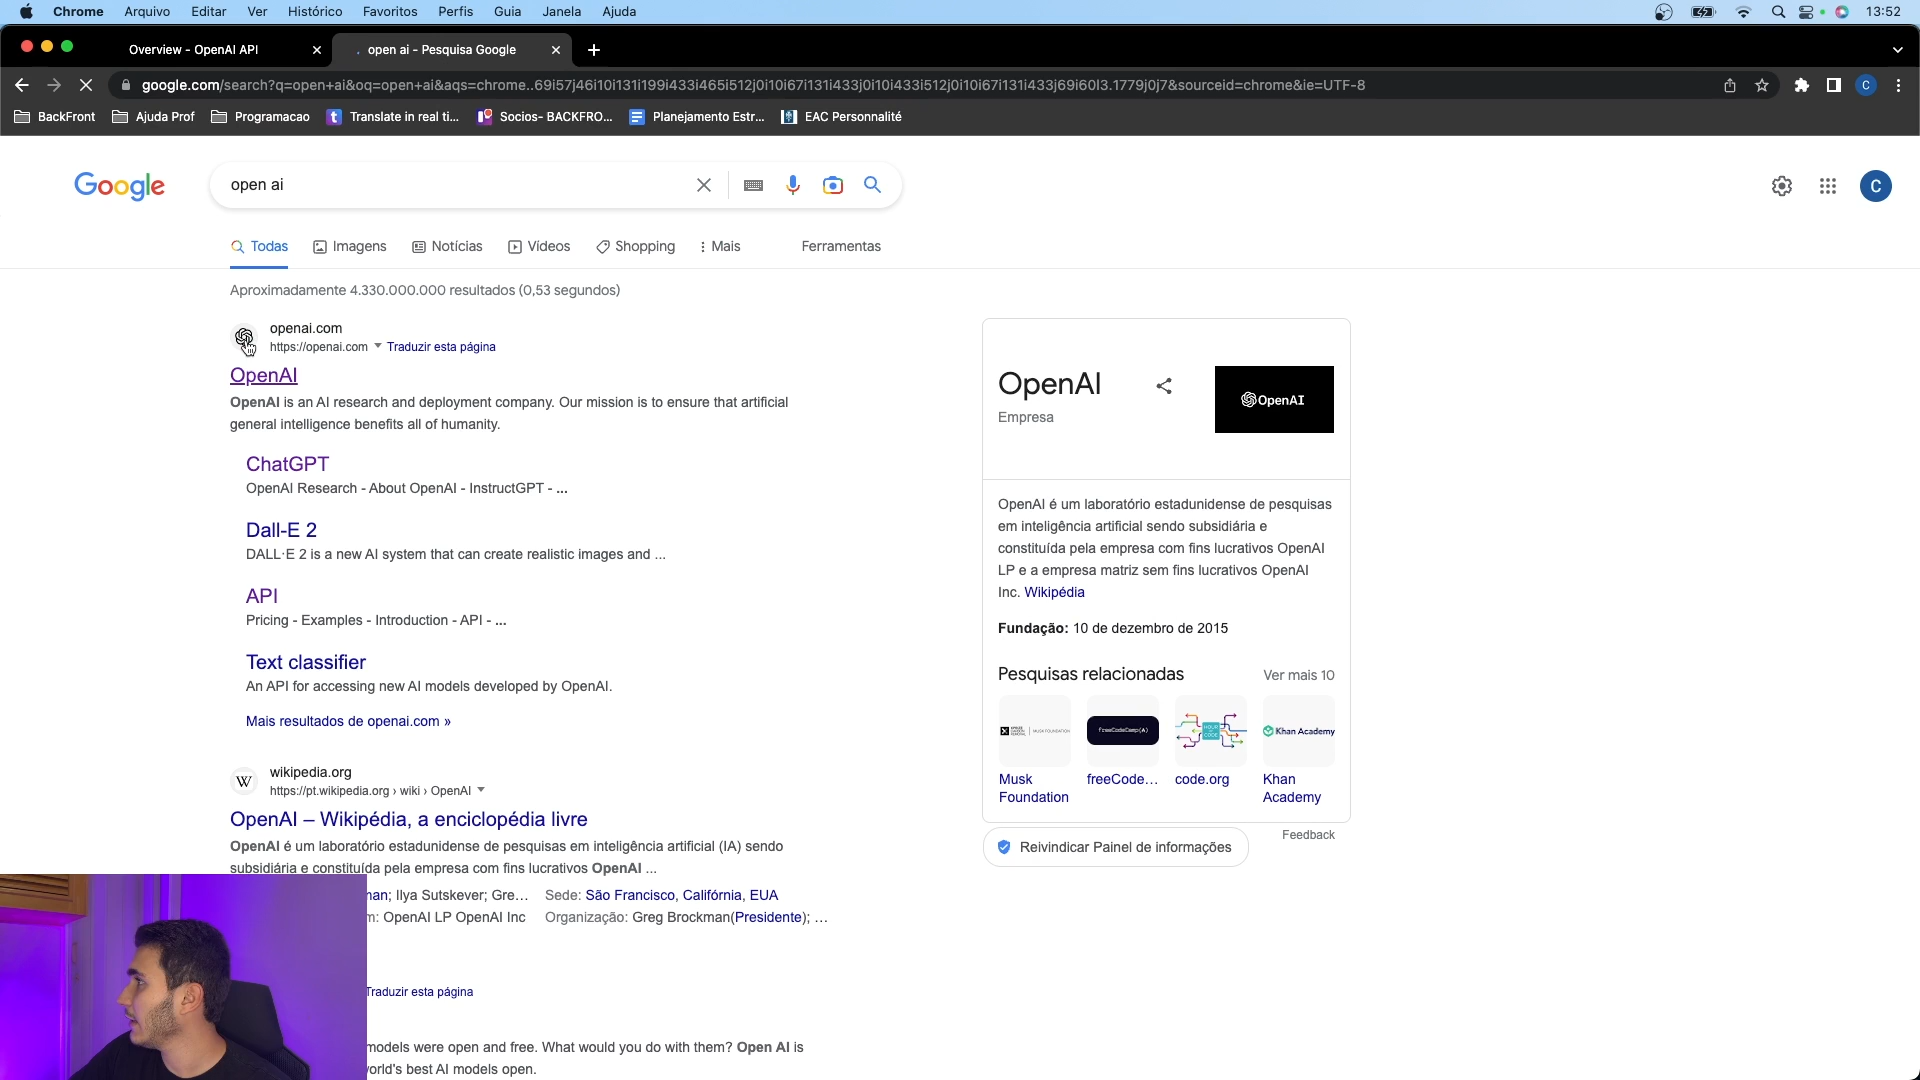 Chrome Arquivo Editar Ver Histórico Favoritos Perfis Guia Janela Ajuda 13:52
Overview - OpenAI API
open ai - Pesquisa Google
google.com/search?q=open+ai&oq=open+ai&aqs=chrome..69i57j46i10i131i199i433i465i512j0i10i67i131i433j0i10i433i512j0i10i67i131i433j69i60l3.1779j0j7&sourceid=chrome&ie=UTF-8
C
BackFront Ajuda Prof Programacao Translate in real ti... Socios- BACKFRO... Planejamento Estr... EAC Personnalité
Google
open ai
C
Todas Imagens Notícias Vídeos Shopping Mais Ferramentas
Aproximadamente 4.330.000.000 resultados (0,53 segundos)
openai.com
https://openai.com Traduzir esta página
OpenAI
OpenAI is an AI research and deployment company. Our mission is to ensure that artificial
general intelligence benefits all of humanity.
ChatGPT
OpenAI Research - About OpenAI - InstructGPT - ...
Dall-E 2
DALL·E 2 is a new AI system that can create realistic images and ...
API
Pricing - Examples - Introduction - API - ...
Text classifier
An API for accessing new AI models developed by OpenAI.
Mais resultados de openai.com »
W
wikipedia.org
https://pt.wikipedia.org › wiki › OpenAI
OpenAI – Wikipédia, a enciclopédia livre
OpenAI é um laboratório estadunidense de pesquisas em inteligência artificial (IA) sendo
subsidiária e constituída pela empresa com fins lucrativos OpenAI ...
; Ilya Sutskever; Gre... Sede: São Francisco, Califórnia, EUA
: OpenAI LP OpenAI Inc Organização: Greg Brockman(Presidente); ...
Traduzir esta página
models were open and free. What would you do with them? Open AI is
world's best AI models open.
OpenAI
Empresa
OpenAI
OpenAI é um laboratório estadunidense de pesquisas
em inteligência artificial sendo subsidiária e
constituída pela empresa com fins lucrativos OpenAI
LP e a empresa matriz sem fins lucrativos OpenAI
Inc. Wikipédia
Fundação: 10 de dezembro de 2015
Pesquisas relacionadas
Ver mais 10
MUSK FOUNDATION
freeCodeCamp(A)
HOUR OF CODE
Khan Academy
Musk
Foundation
freeCode...
code.org
Khan
Academy
Feedback
Reivindicar Painel de informações